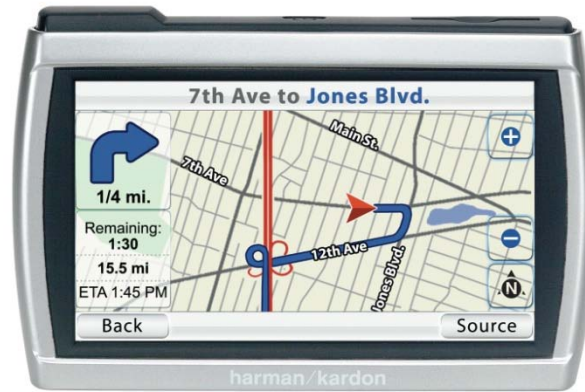 7th Ave to Jones Blvd.
1/4 mi.
Remaining:
1:30
15.5 mi
ETA 1:45 PM
Main St.
7th Ave
12th Ave
Jones Blvd.
+
−
N
Back
Source
harman/kardon